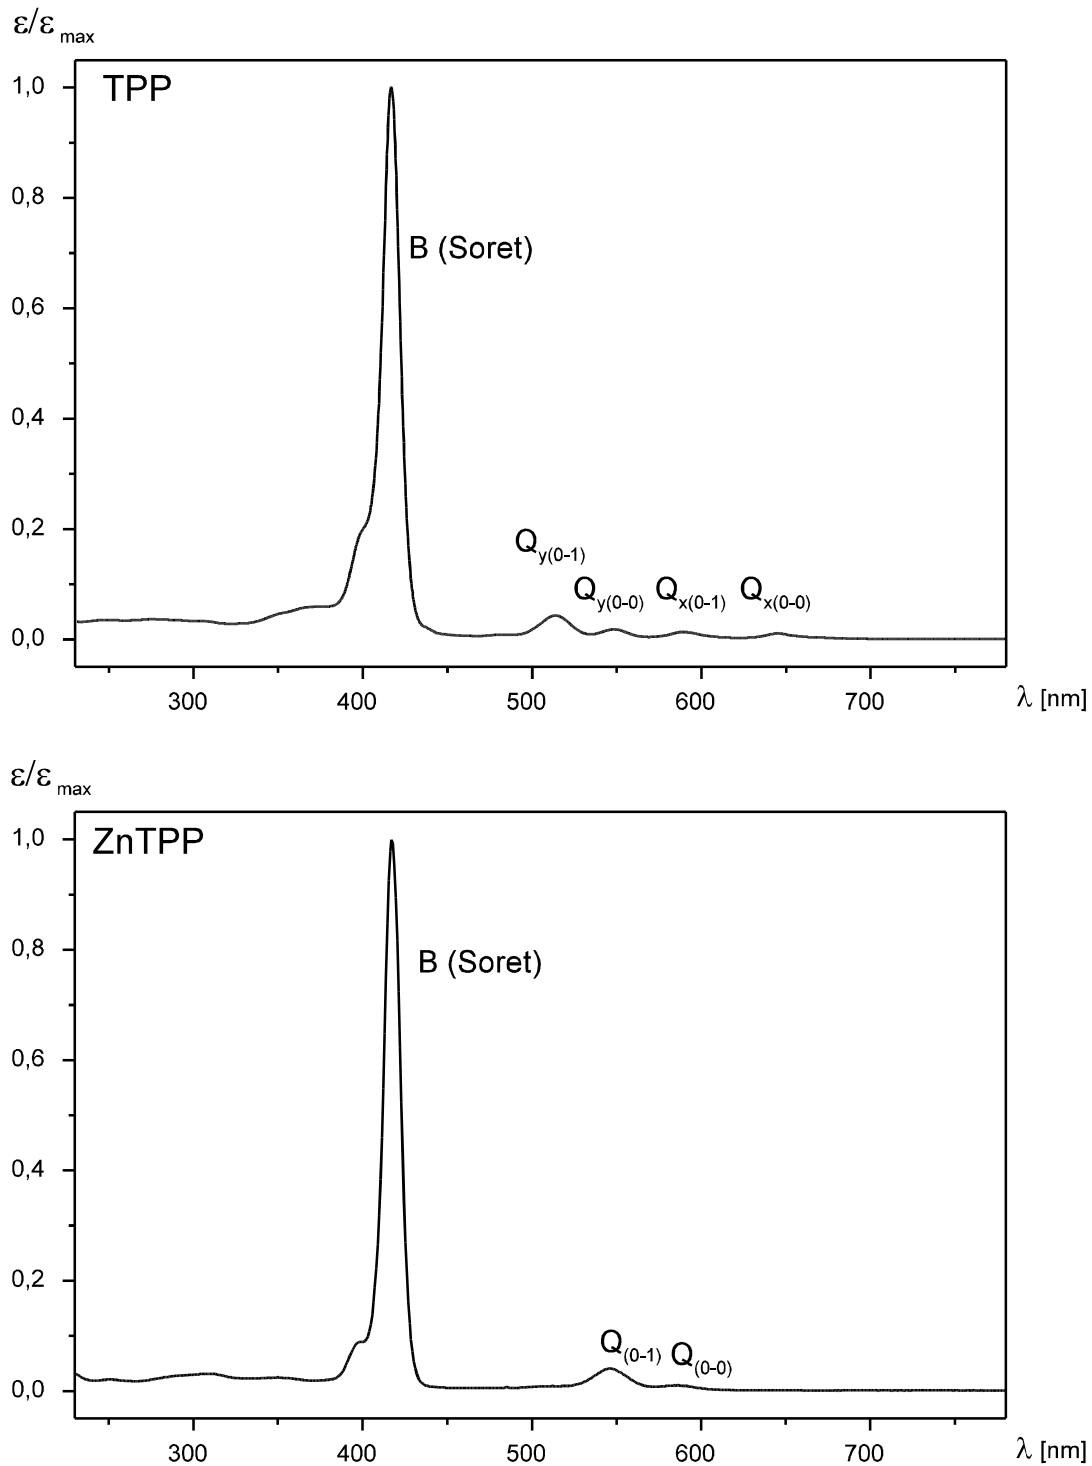 ε/ε max
TPP
1,0
0,8
B (Soret)
0,6
0,4
0,2
Qy(0-1)
Qy(0-0) Qx(0-1) Qx(0-0)
0,0
300 400 500 600 700 λ [nm]
ε/ε max
ZnTPP
1,0
0,8
B (Soret)
0,6
0,4
0,2
Q(0-1) Q(0-0)
0,0
300 400 500 600 700 λ [nm]